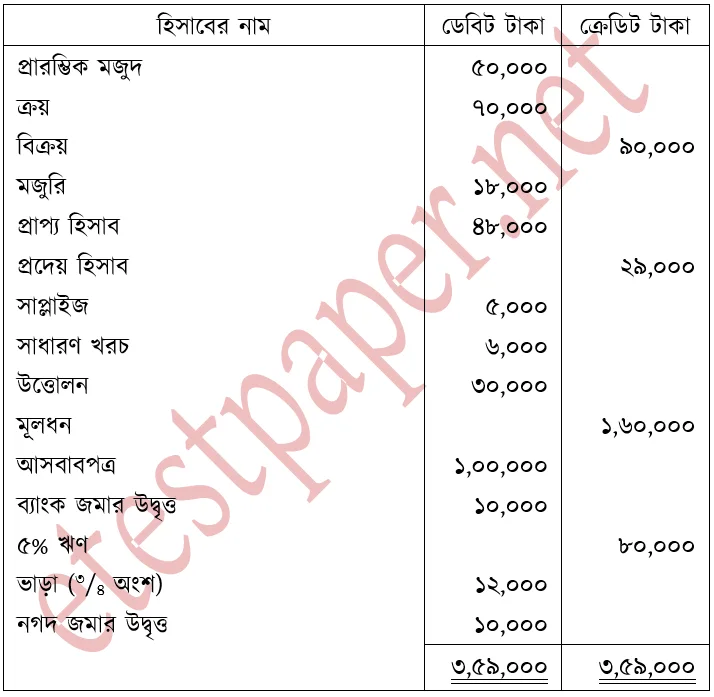 হিসাবের নাম ডেবিট টাকা ক্রেডিট টাকা
প্রারম্ভিক মজুদ ৫০,০০০
ক্রয় ৭০,০০০
বিক্রয় ৯০,০০০
মজুরি ১৮,০০০
প্রাপ্য হিসাব ৪৮,০০০
প্রদেয় হিসাব ২৯,০০০
সাপ্লাইজ ৫,০০০
সাধারণ খরচ ৬,০০০
উত্তোলন ৩০,০০০
মূলধন ১,৬০,০০০
আসবাবপত্র ১,০০,০০০
ব্যাংক জমার উদ্বৃত্ত ১০,০০০
৫% ঋণ ৮০,০০০
ভাড়া (৩/৪ অংশ) ১২,০০০
নগদ জমার উদ্বৃত্ত ১০,০০০
৩,৫৯,০০০ ৩,৫৯,০০০
etestpaper.net